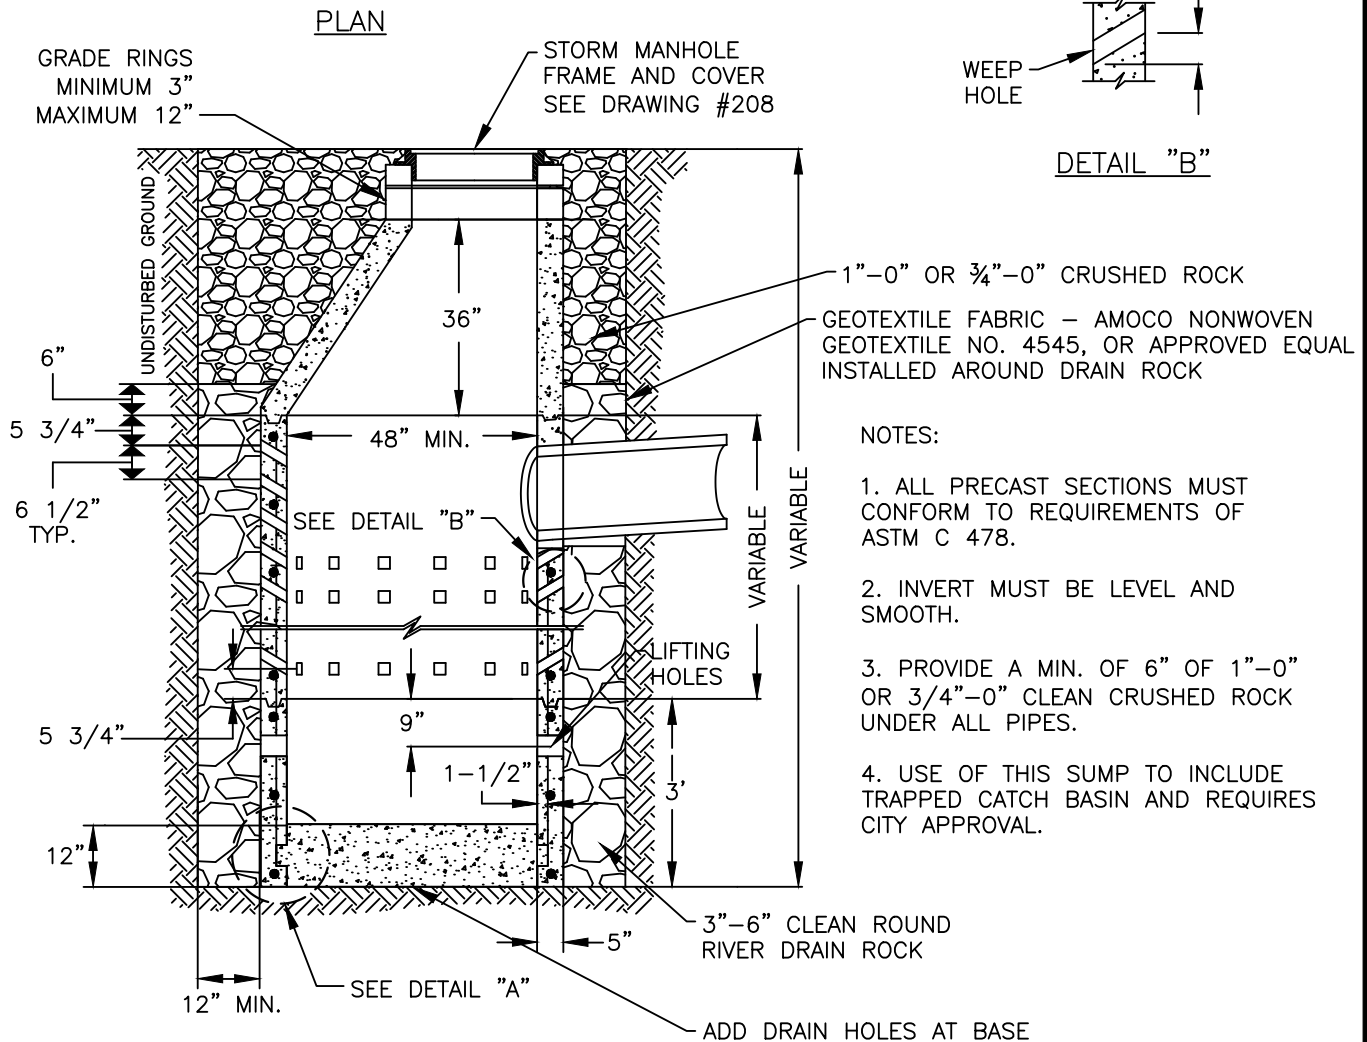 PLAN
GRADE RINGS
MINIMUM 3"
MAXIMUM 12"
STORM MANHOLE
FRAME AND COVER
SEE DRAWING #208
WEEP
HOLE
DETAIL "B"
UNDISTURBED GROUND
1"-0" OR ¾"-0" CRUSHED ROCK
GEOTEXTILE FABRIC – AMOCO NONWOVEN
GEOTEXTILE NO. 4545, OR APPROVED EQUAL
INSTALLED AROUND DRAIN ROCK
36"
6"
5 3/4"
48" MIN.
6 1/2"
TYP.
SEE DETAIL "B"
VARIABLE
VARIABLE
LIFTING
HOLES
5 3/4"
9"
1-1/2"
3'
12"
5"
12" MIN.
SEE DETAIL "A"
3"-6" CLEAN ROUND
RIVER DRAIN ROCK
ADD DRAIN HOLES AT BASE
NOTES:
1. ALL PRECAST SECTIONS MUST
CONFORM TO REQUIREMENTS OF
ASTM C 478.
2. INVERT MUST BE LEVEL AND
SMOOTH.
3. PROVIDE A MIN. OF 6" OF 1"-0"
OR 3/4"-0" CLEAN CRUSHED ROCK
UNDER ALL PIPES.
4. USE OF THIS SUMP TO INCLUDE
TRAPPED CATCH BASIN AND REQUIRES
CITY APPROVAL.